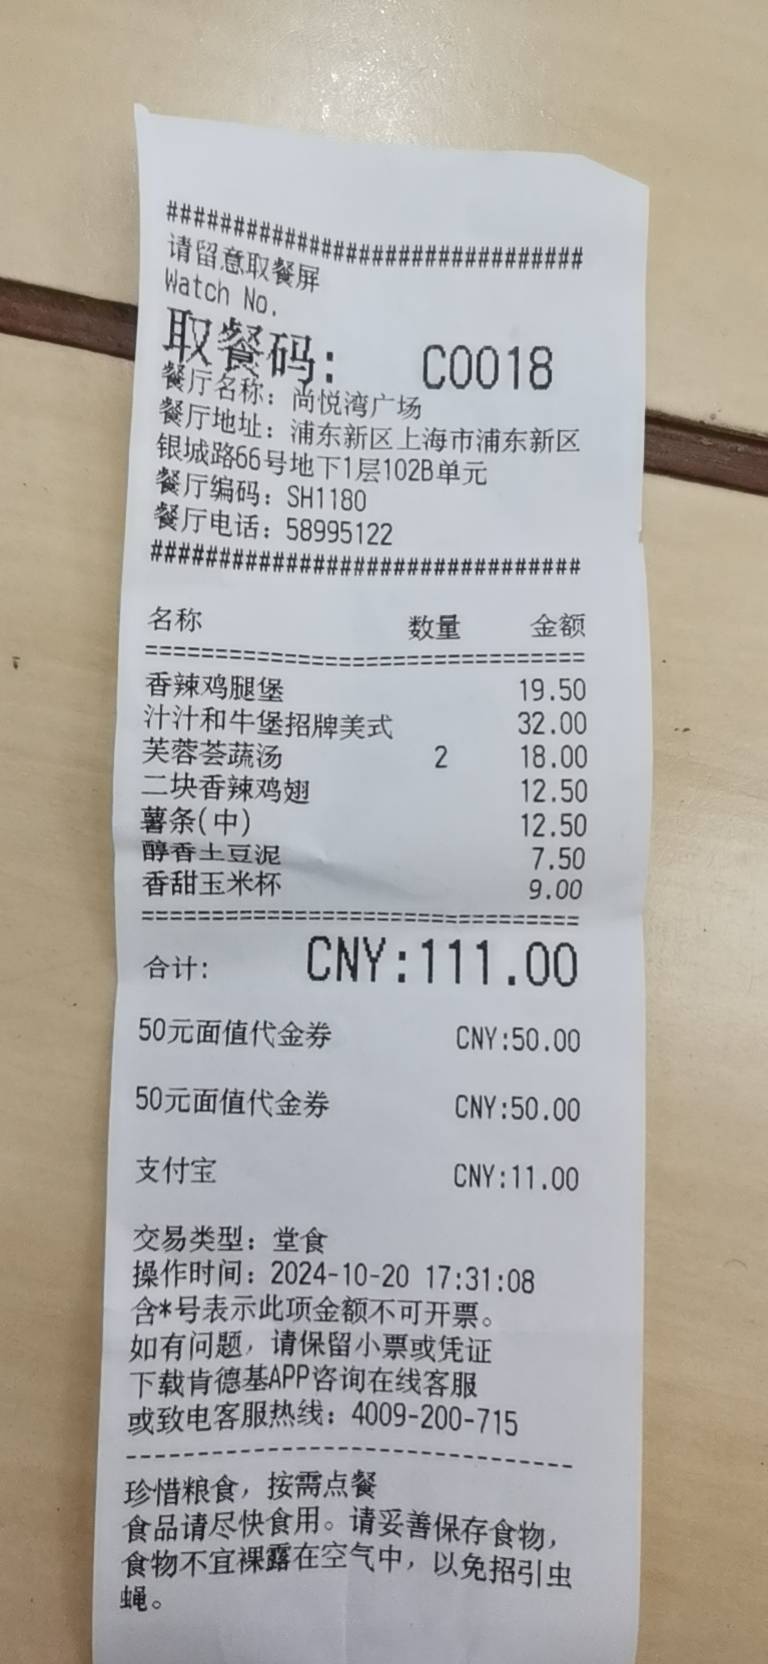 ################################
请留意取餐屏
Watch No.
取餐码: C0018
餐厅名称: 尚悦湾广场
餐厅地址: 浦东新区上海市浦东新区
银城路66号地下1层102B单元
餐厅编码: SH1180
餐厅电话: 58995122
################################
名称 数量 金额
================================
香辣鸡腿堡 19.50
汁汁和牛堡招牌美式 32.00
芙蓉荟蔬汤 2 18.00
二块香辣鸡翅 12.50
薯条(中) 12.50
醇香土豆泥 7.50
香甜玉米杯 9.00
================================
合计: CNY:111.00
50元面值代金券 CNY:50.00
50元面值代金券 CNY:50.00
支付宝 CNY:11.00
交易类型: 堂食
操作时间: 2024-10-20 17:31:08
含*号表示此项金额不可开票。
如有问题, 请保留小票或凭证
下载肯德基APP咨询在线客服
或致电客服热线: 4009-200-715
--------------------------------
珍惜粮食, 按需点餐
食品请尽快食用。请妥善保存食物,
食物不宜裸露在空气中, 以免招引虫
蝇。